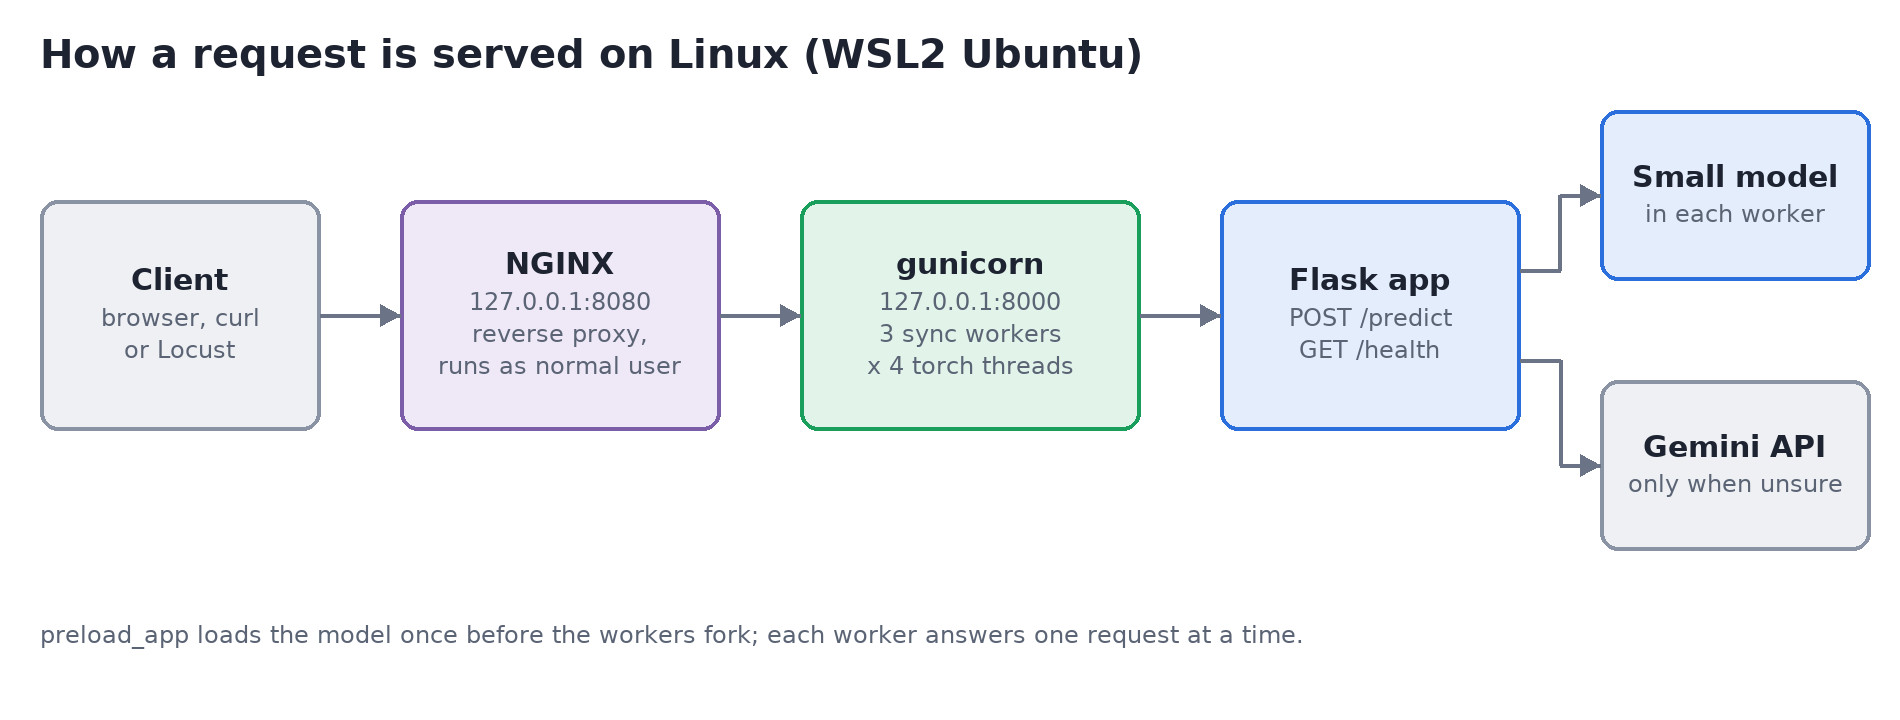 How a request is served on Linux (WSL2 Ubuntu)
Client
browser, curl
or Locust
NGINX
127.0.0.1:8080
reverse proxy,
runs as normal user
gunicorn
127.0.0.1:8000
3 sync workers
x 4 torch threads
Flask app
POST /predict
GET /health
Small model
in each worker
Gemini API
only when unsure
preload_app loads the model once before the workers fork; each worker answers one request at a time.